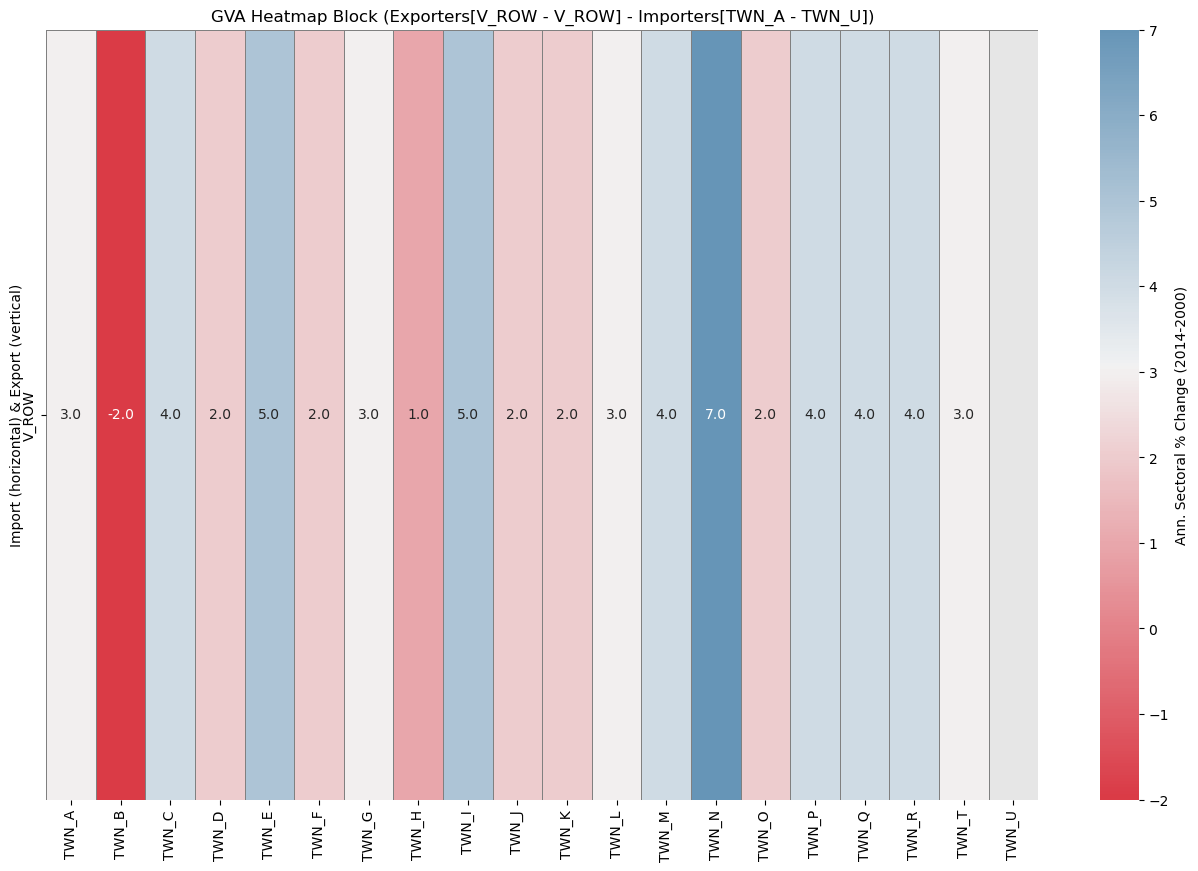 GVA Heatmap Block (Exporters[V_ROW - V_ROW] - Importers[TWN_A - TWN_U])
Import (horizontal) & Export (vertical)
V_ROW
3.0 -2.0 4.0 2.0 5.0 2.0 3.0 1.0 5.0 2.0 2.0 3.0 4.0 7.0 2.0 4.0 4.0 4.0 3.0
TWN_A TWN_B TWN_C TWN_D TWN_E TWN_F TWN_G TWN_H TWN_I TWN_J TWN_K TWN_L TWN_M TWN_N TWN_O TWN_P TWN_Q TWN_R TWN_T TWN_U
7
6
5
4
3
2
1
0
−1
−2
Ann. Sectoral % Change (2014-2000)